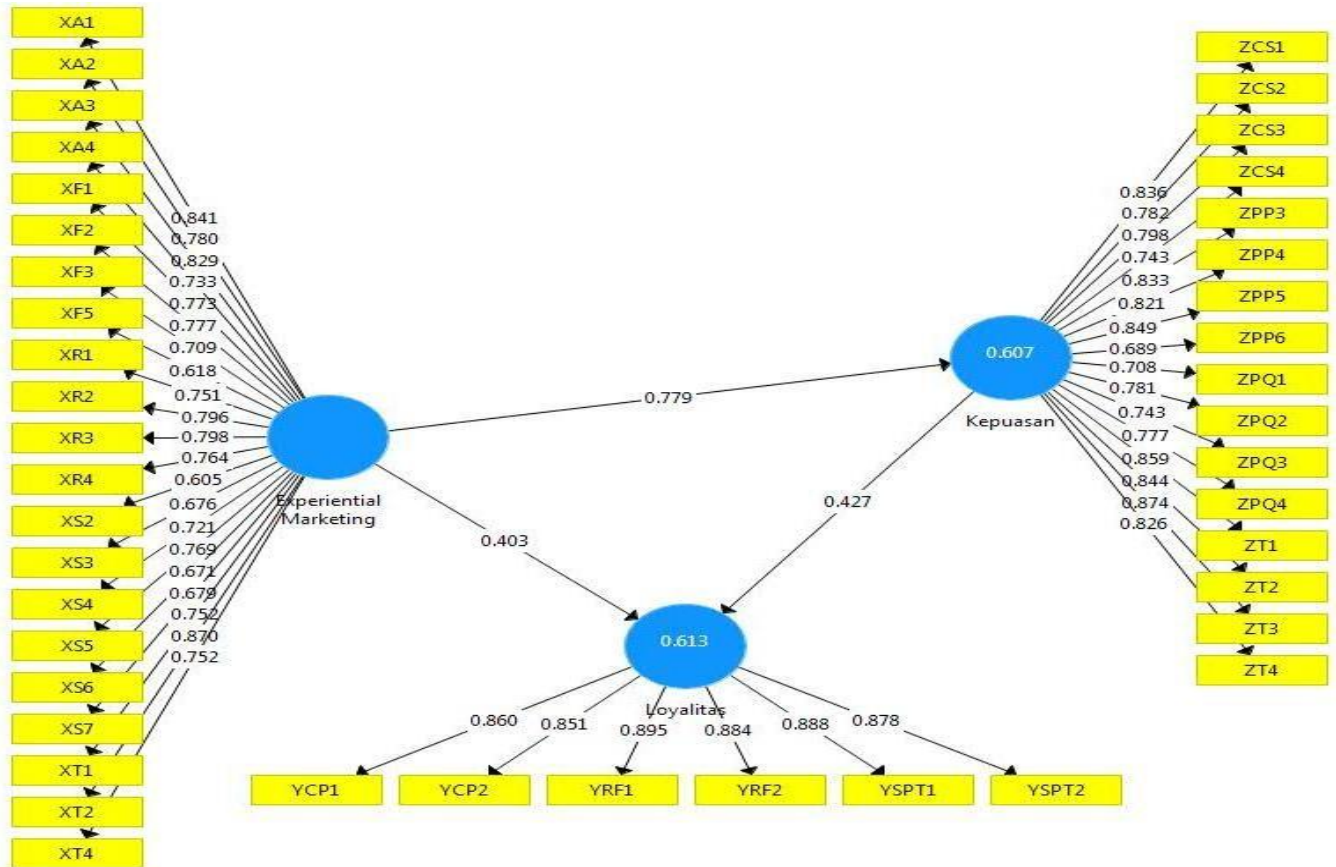 XA1
XA2
XA3
XA4
XF1
XF2
XF3
XF5
XR1
XR2
XR3
XR4
XS2
XS3
XS4
XS5
XS6
XS7
XT1
XT2
XT4
0.841
0.780
0.829
0.733
0.773
0.777
0.709
0.618
0.751
0.796
0.798
0.764
0.605
0.676
0.721
0.769
0.671
0.679
0.752
0.870
0.752
Experiential
Marketing
0.779
0.403
0.427
0.607
Kepuasan
0.613
Loyalitas
0.860
0.851
0.895
0.884
0.888
0.878
YCP1
YCP2
YRF1
YRF2
YSPT1
YSPT2
0.836
0.782
0.798
0.743
0.833
0.821
0.849
0.689
0.708
0.781
0.743
0.777
0.859
0.844
0.874
0.826
ZCS1
ZCS2
ZCS3
ZCS4
ZPP3
ZPP4
ZPP5
ZPP6
ZPQ1
ZPQ2
ZPQ3
ZPQ4
ZT1
ZT2
ZT3
ZT4